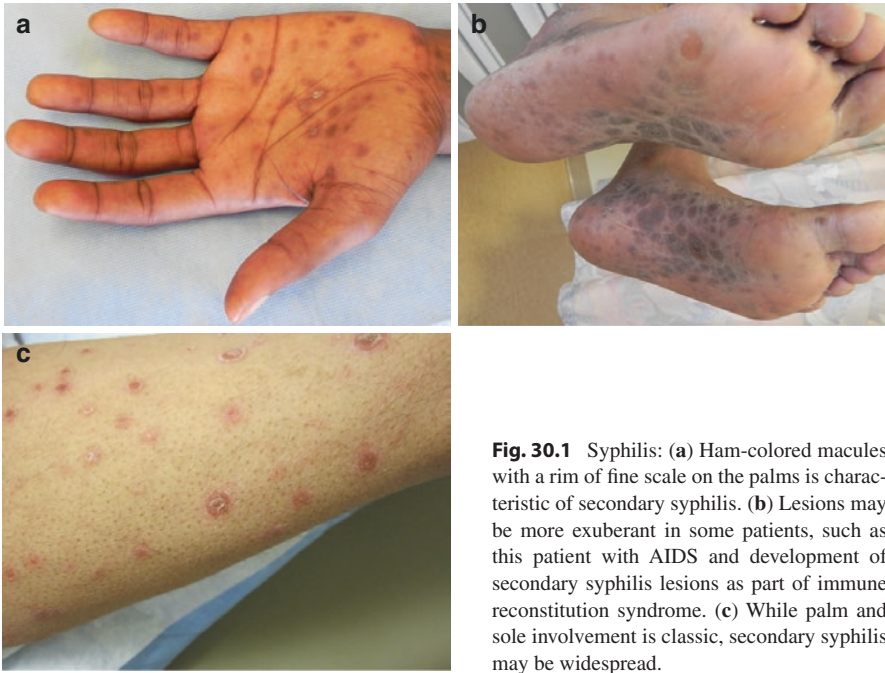 a
b
c
Fig. 30.1 Syphilis: (a) Ham-colored macules
with a rim of fine scale on the palms is charac-
teristic of secondary syphilis. (b) Lesions may
be more exuberant in some patients, such as
this patient with AIDS and development of
secondary syphilis lesions as part of immune
reconstitution syndrome. (c) While palm and
sole involvement is classic, secondary syphilis
may be widespread.